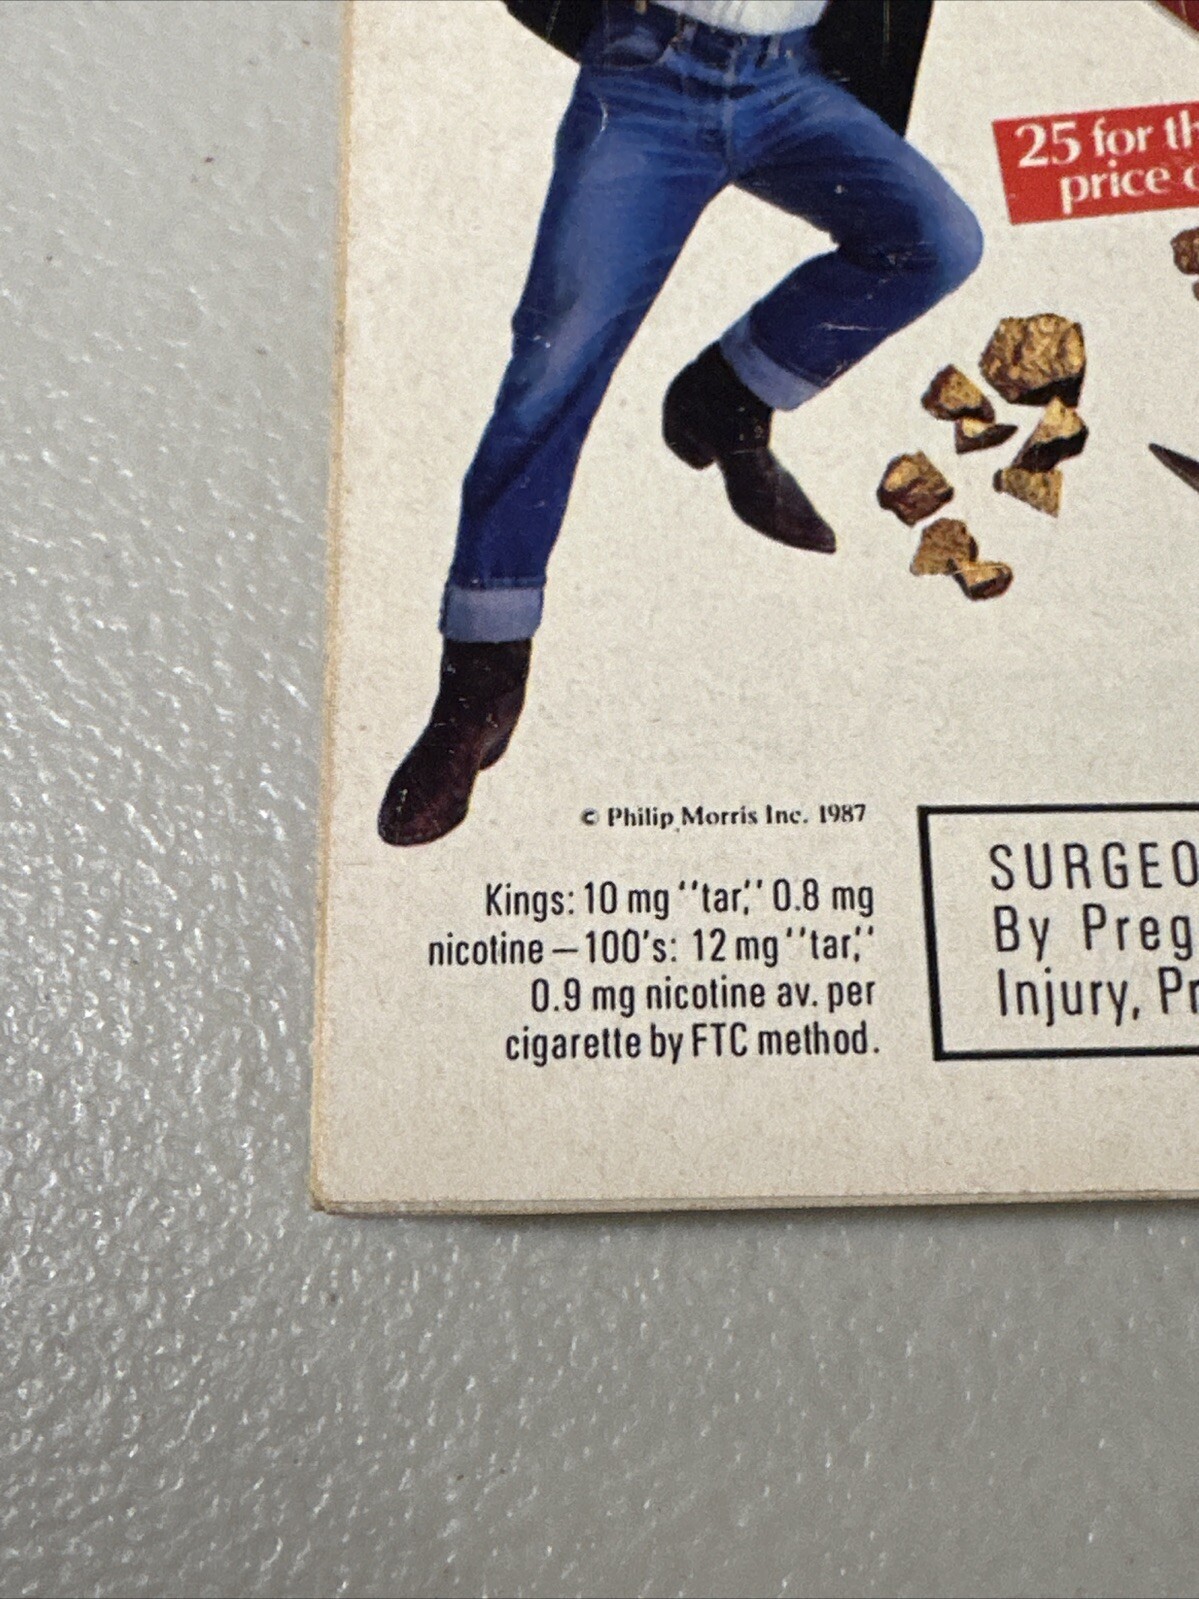 25 for th
price
© Philip Morris Inc. 1987
Kings: 10 mg "tar," 0.8 mg
nicotine — 100's: 12 mg "tar,"
0.9 mg nicotine av. per
cigarette by FTC method.
SURGEO
By Preg
Injury, Pr